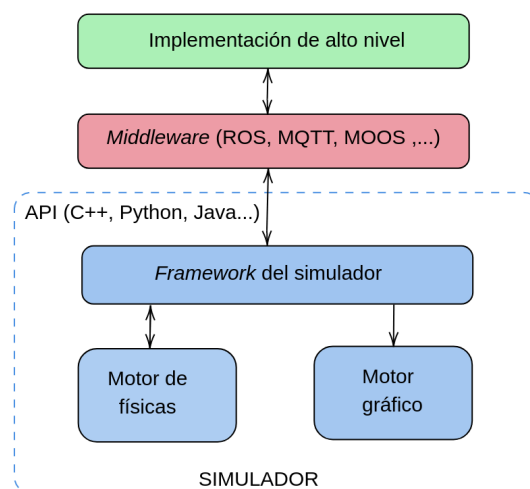 Implementación de alto nivel
Middleware (ROS, MQTT, MOOS ,...)
API (C++, Python, Java...)
Framework del simulador
Motor de
físicas
Motor
gráfico
SIMULADOR